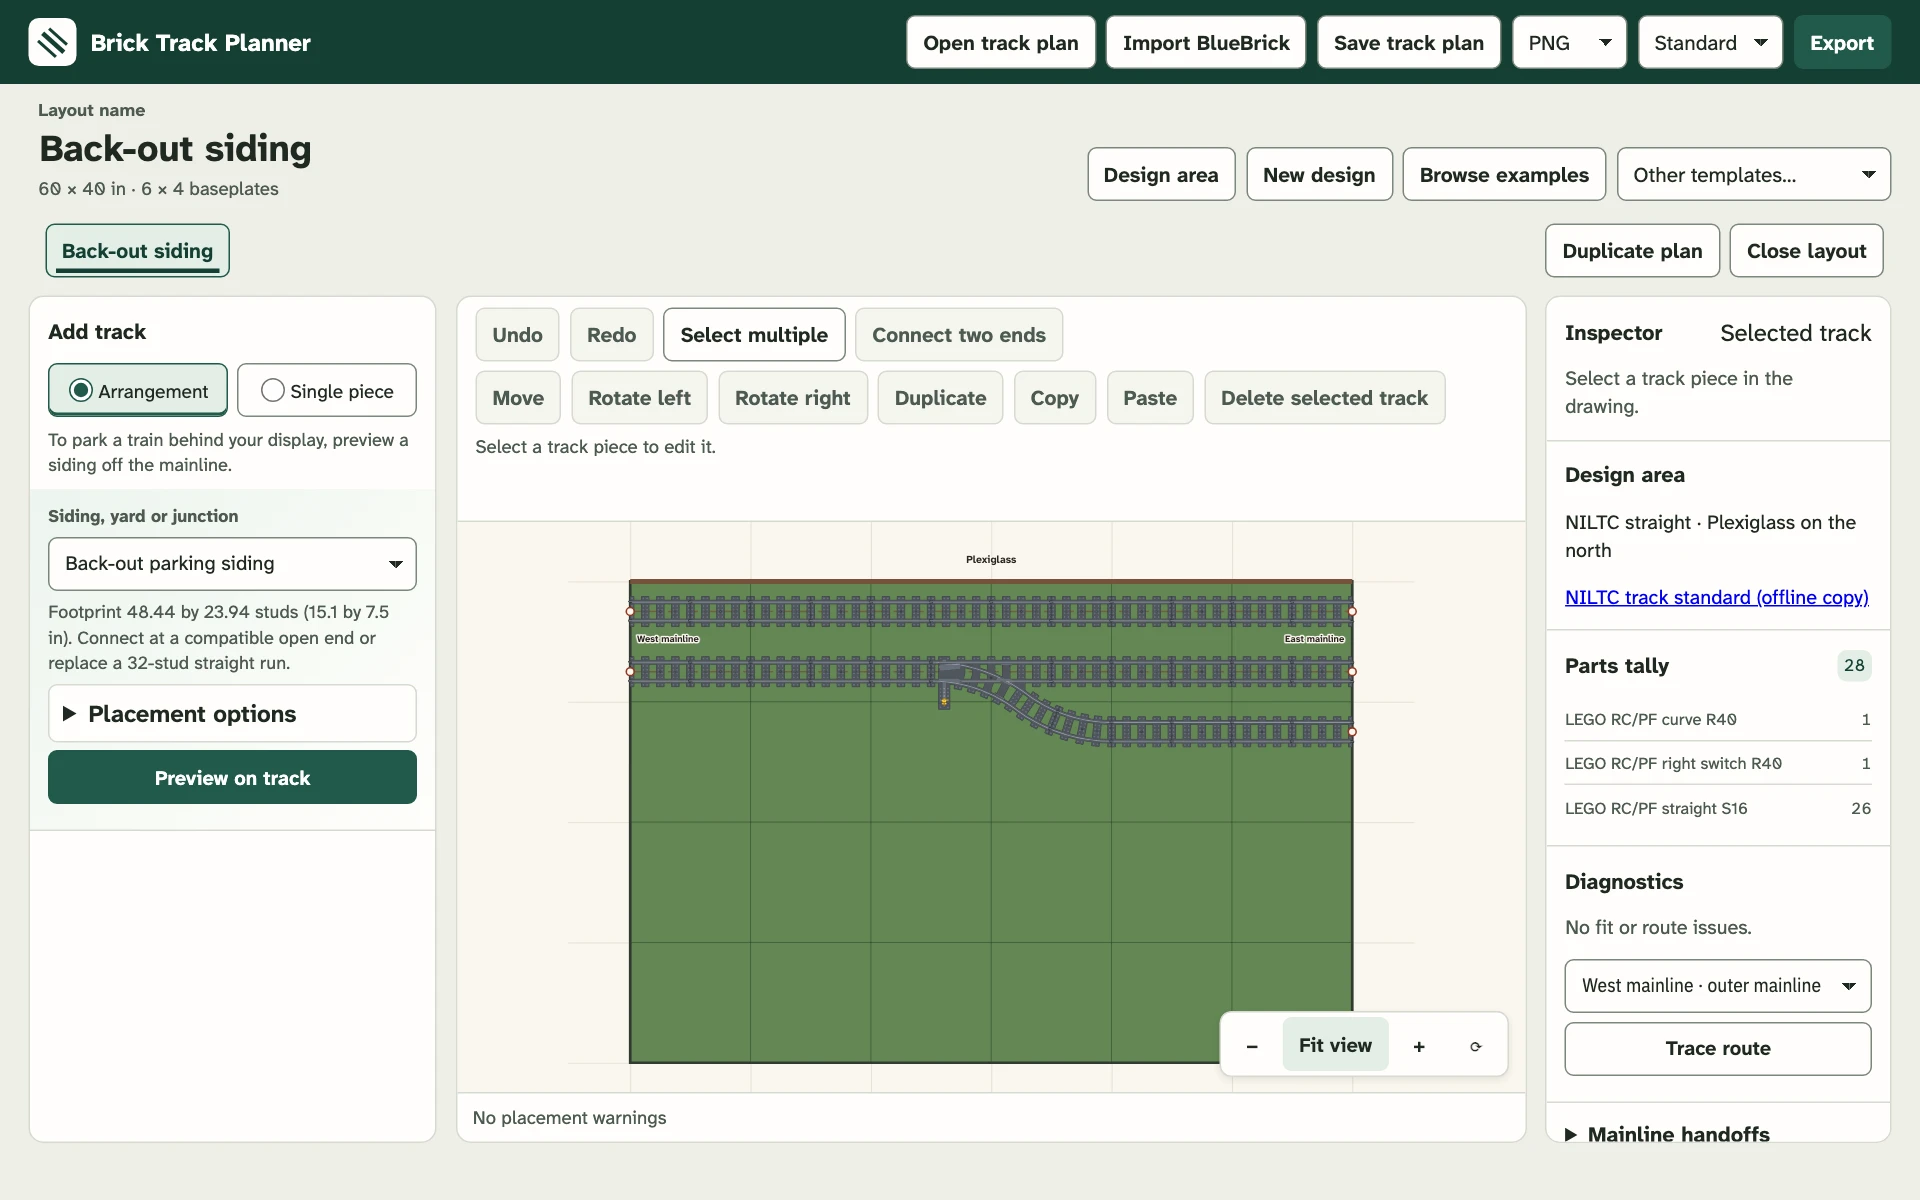 Brick Track Planner
Open track plan
Import BlueBrick
Save track plan
PNG
Standard
Export
Layout name
Back-out siding
60 × 40 in · 6 × 4 baseplates
Design area
New design
Browse examples
Other templates...
Back-out siding
Duplicate plan
Close layout
Add track
Arrangement
Single piece
To park a train behind your display, preview a
siding off the mainline.
Siding, yard or junction
Back-out parking siding
Footprint 48.44 by 23.94 studs (15.1 by 7.5
in). Connect at a compatible open end or
replace a 32-stud straight run.
Placement options
Preview on track
Undo
Redo
Select multiple
Connect two ends
Move
Rotate left
Rotate right
Duplicate
Copy
Paste
Delete selected track
Select a track piece to edit it.
Plexiglass
West mainline
East mainline
−
Fit view
+
⟳
No placement warnings
Inspector
Selected track
Select a track piece in the
drawing.
Design area
NILTC straight · Plexiglass on the
north
NILTC track standard (offline copy)
Parts tally
28
LEGO RC/PF curve R40
1
LEGO RC/PF right switch R40
1
LEGO RC/PF straight S16
26
Diagnostics
No fit or route issues.
West mainline · outer mainline
Trace route
Mainline handoffs